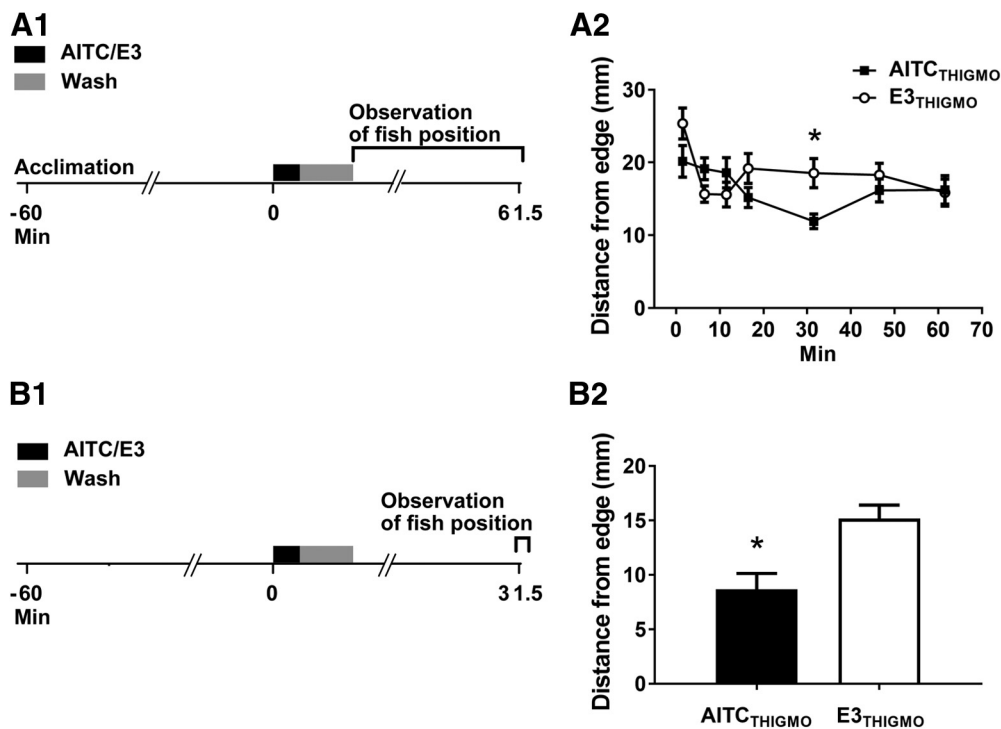 A1
AITC/E3
Wash
Observation
of fish position
Acclimation
-60
0
61.5
Min
A2
AITCTHIGMO
E3THIGMO
Distance from edge (mm)
30
20
10
0
*
0 10 20 30 40 50 60 70
Min
B1
AITC/E3
Wash
Observation
of fish position
-60
0
31.5
Min
B2
Distance from edge (mm)
20
15
10
5
0
*
AITCTHIGMO E3THIGMO